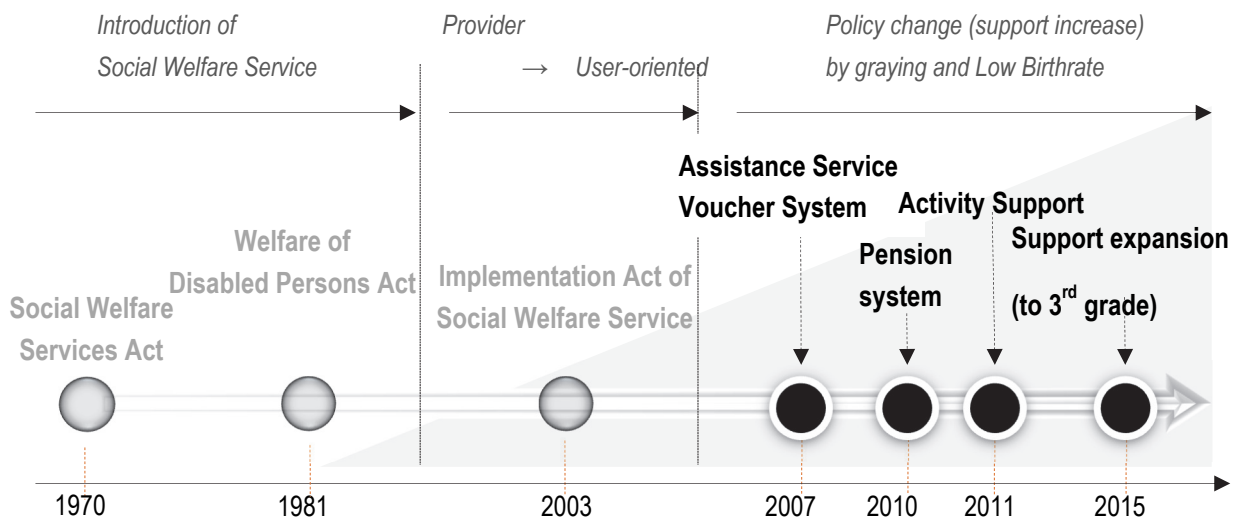 Introduction of
Social Welfare Service
Provider
→ User-oriented
Policy change (support increase)
by graying and Low Birthrate
Social Welfare
Services Act
Welfare of
Disabled Persons Act
Implementation Act of
Social Welfare Service
Assistance Service
Voucher System
Pension
system
Activity Support
Support expansion
(to 3rd grade)
1970
1981
2003
2007
2010
2011
2015